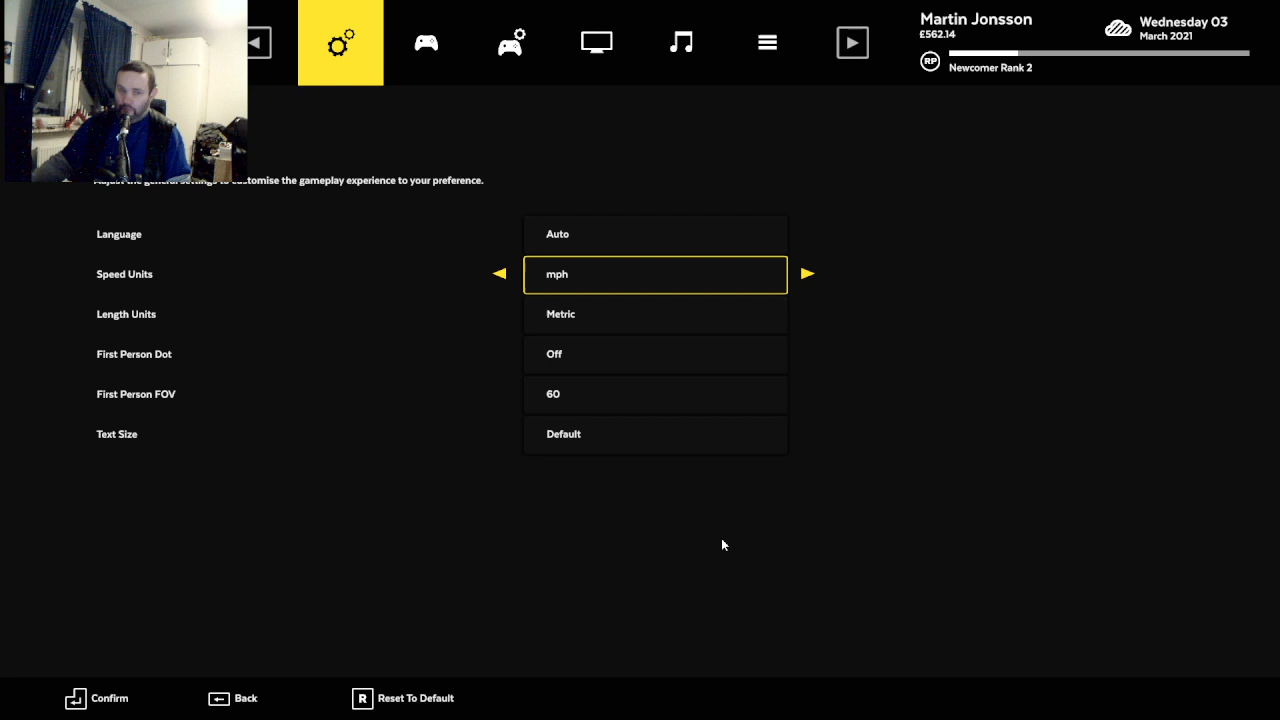 Martin Jonsson
£562.14
Wednesday 03
March 2021
RP
Newcomer Rank 2
Adjust the general settings to customise the gameplay experience to your preference.
Language
Auto
Speed Units
mph
Length Units
Metric
First Person Dot
Off
First Person FOV
60
Text Size
Default
Confirm
Back
R
Reset To Default